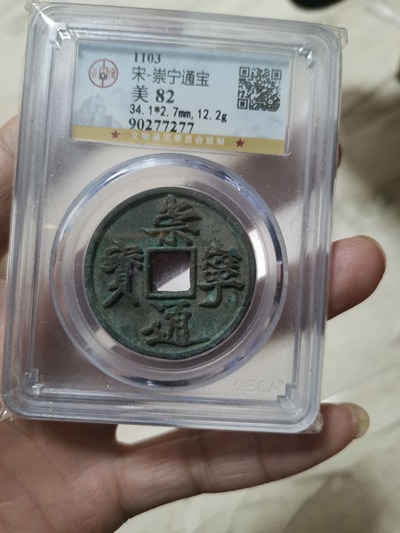 1103
宋-崇宁通宝
美 82
34.1*2.7mm,12.2g
90277277
崇
寶 寧
通
GBCA